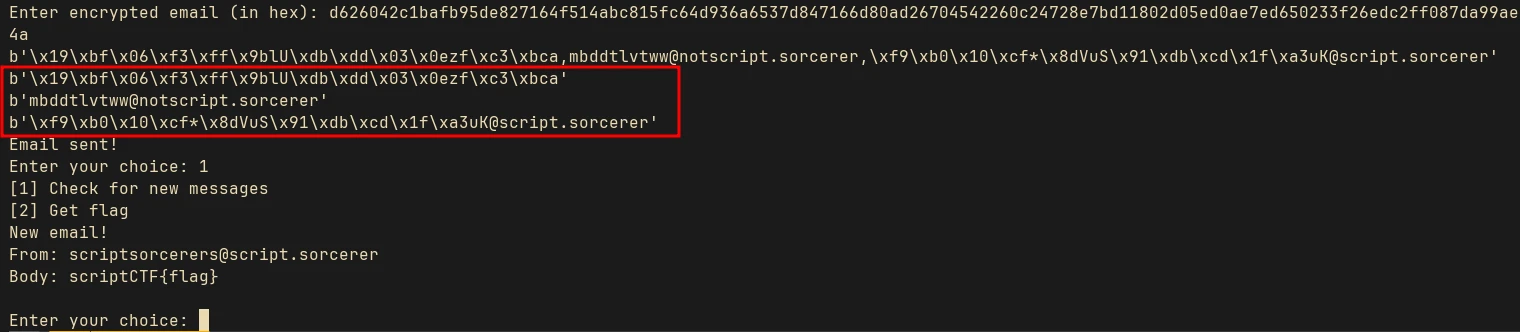 Enter encrypted email (in hex): d626042c1bafb95de827164f514abc815fc64d936a6537d847166d80ad26704542260c24728e7bd11802d05ed0ae7ed650233f26edc2ff087da99ae
4a
b'\x19\xbf\x06\xf3\xff\x9blU\xdb\xdd\x03\x0ezf\xc3\xbca,mbddtlvtww@notscript.sorcerer,\xf9\xb0\x10\xcf*\x8dVuS\x91\xdb\xcd\x1f\xa3uK@script.sorcerer'
b'\x19\xbf\x06\xf3\xff\x9blU\xdb\xdd\x03\x0ezf\xc3\xbca'
b'mbddtlvtww@notscript.sorcerer'
b'\xf9\xb0\x10\xcf*\x8dVuS\x91\xdb\xcd\x1f\xa3uK@script.sorcerer'
Email sent!
Enter your choice: 1
[1] Check for new messages
[2] Get flag
New email!
From: scriptsorcerers@script.sorcerer
Body: scriptCTF{flag}
Enter your choice: